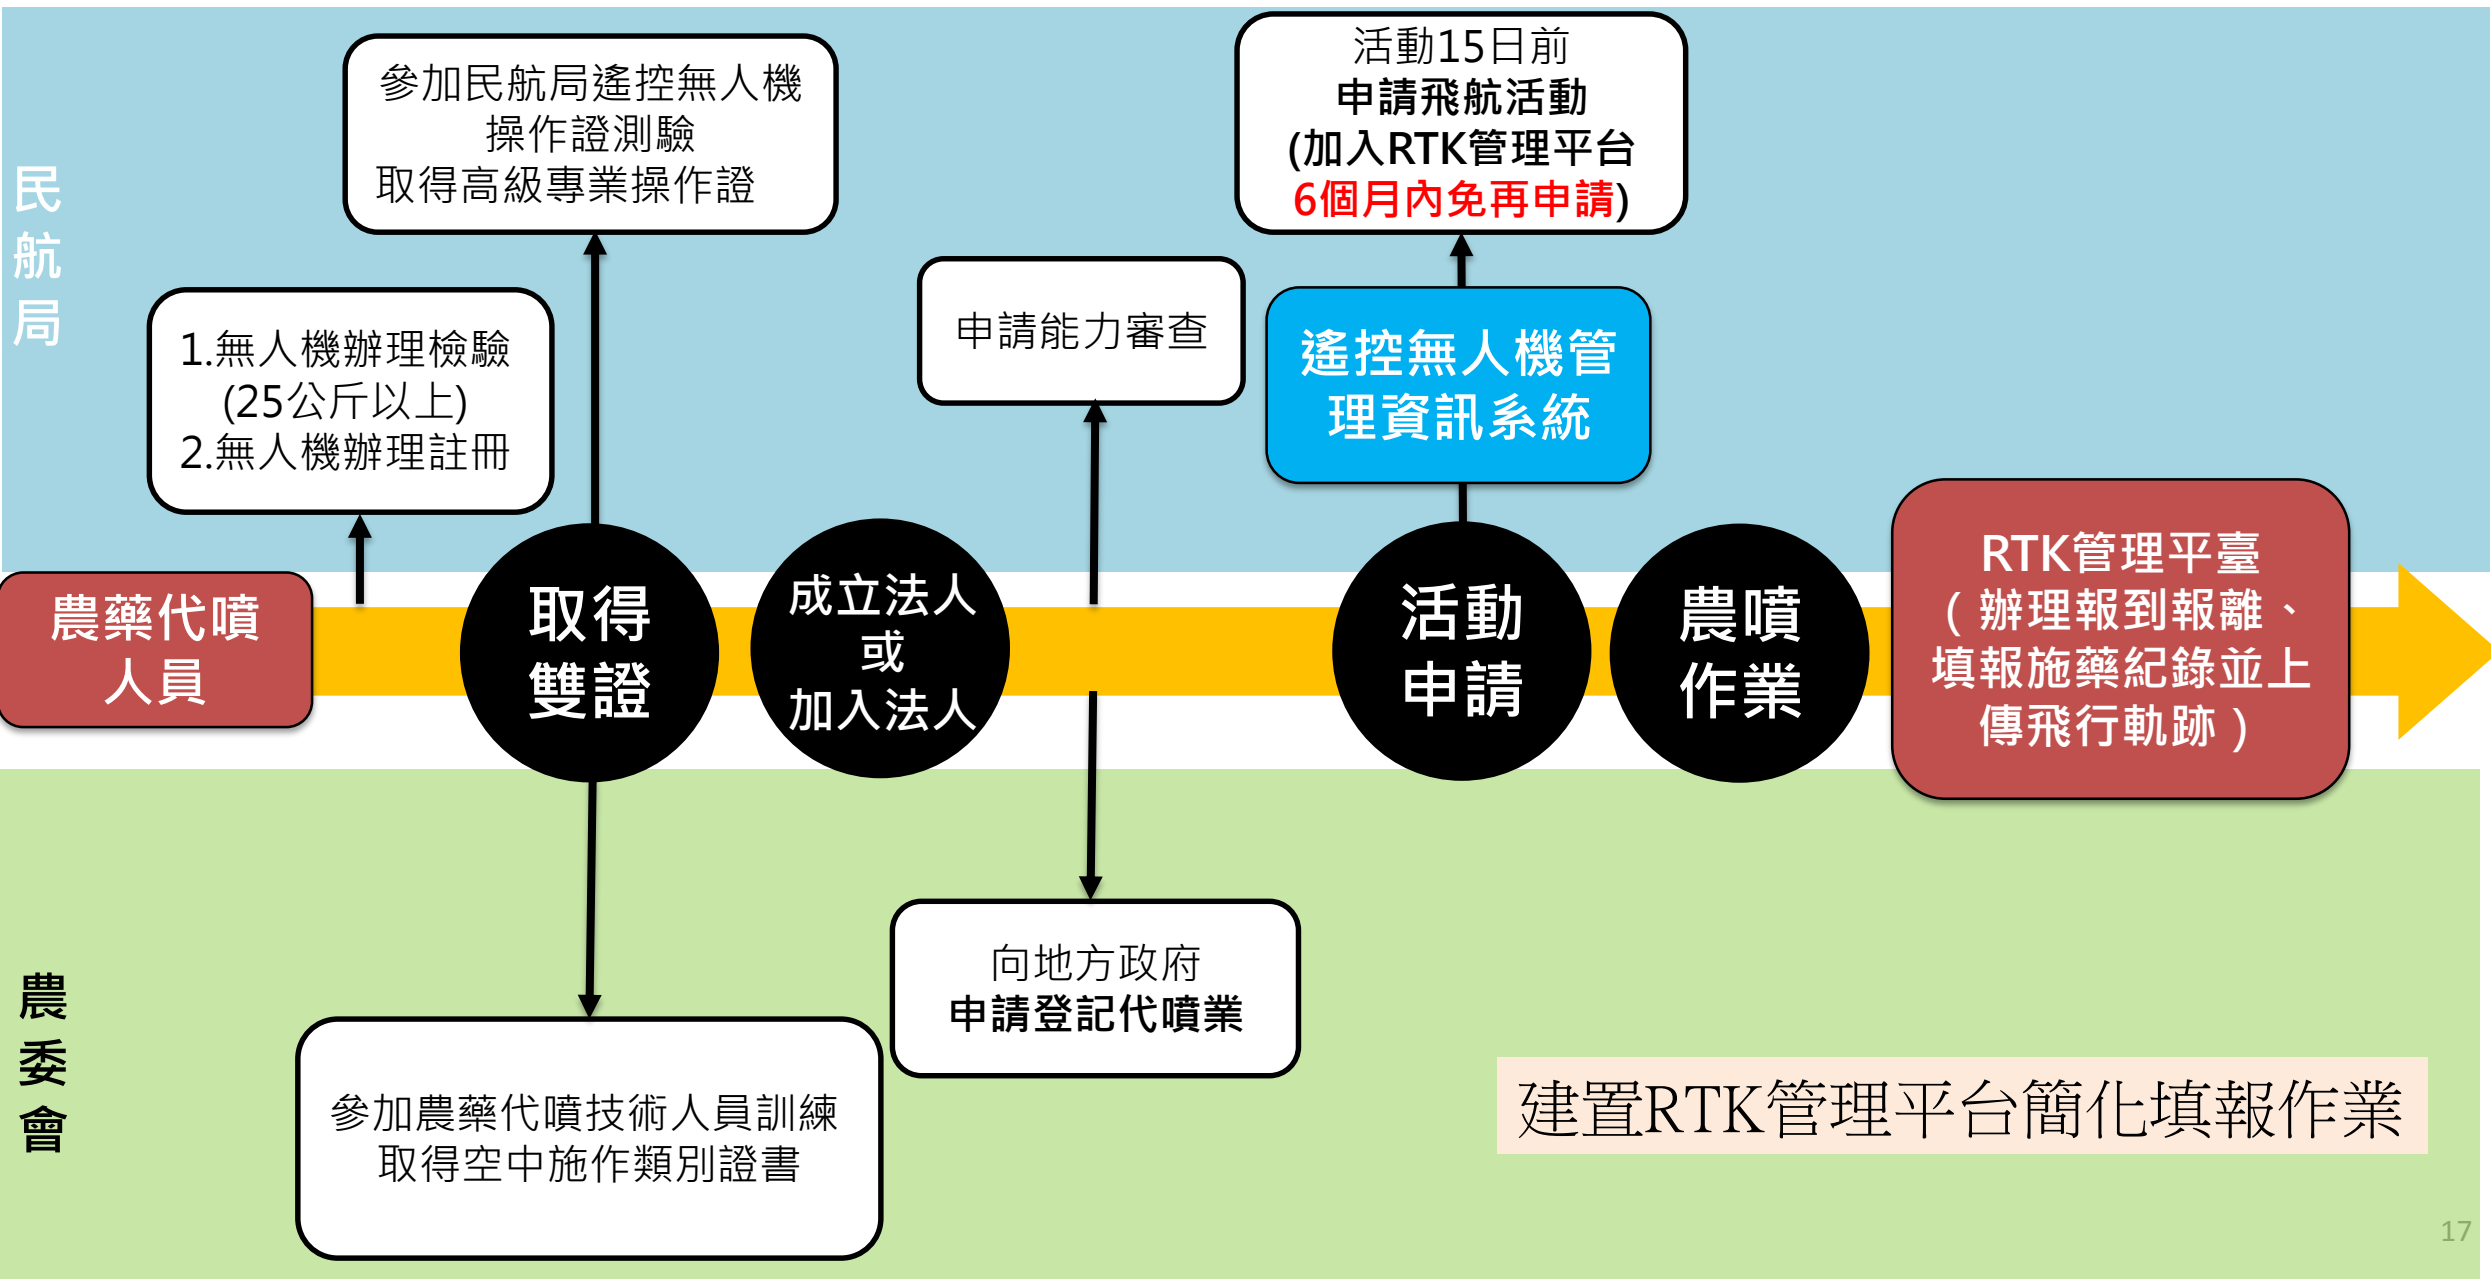 民
航
局
參加民航局遙控無人機
操作證測驗
取得高級專業操作證
活動15日前
申請飛航活動
(加入RTK管理平台
6個月內免再申請)
1.無人機辦理檢驗
(25公斤以上)
2.無人機辦理註冊
申請能力審查
遙控無人機管
理資訊系統
農藥代噴
人員
取得
雙證
成立法人
或
加入法人
活動
申請
農噴
作業
RTK管理平臺
（辦理報到報離、
填報施藥紀錄並上
傳飛行軌跡）
農
委
會
向地方政府
申請登記代噴業
參加農藥代噴技術人員訓練
取得空中施作類別證書
建置RTK管理平台簡化填報作業
17